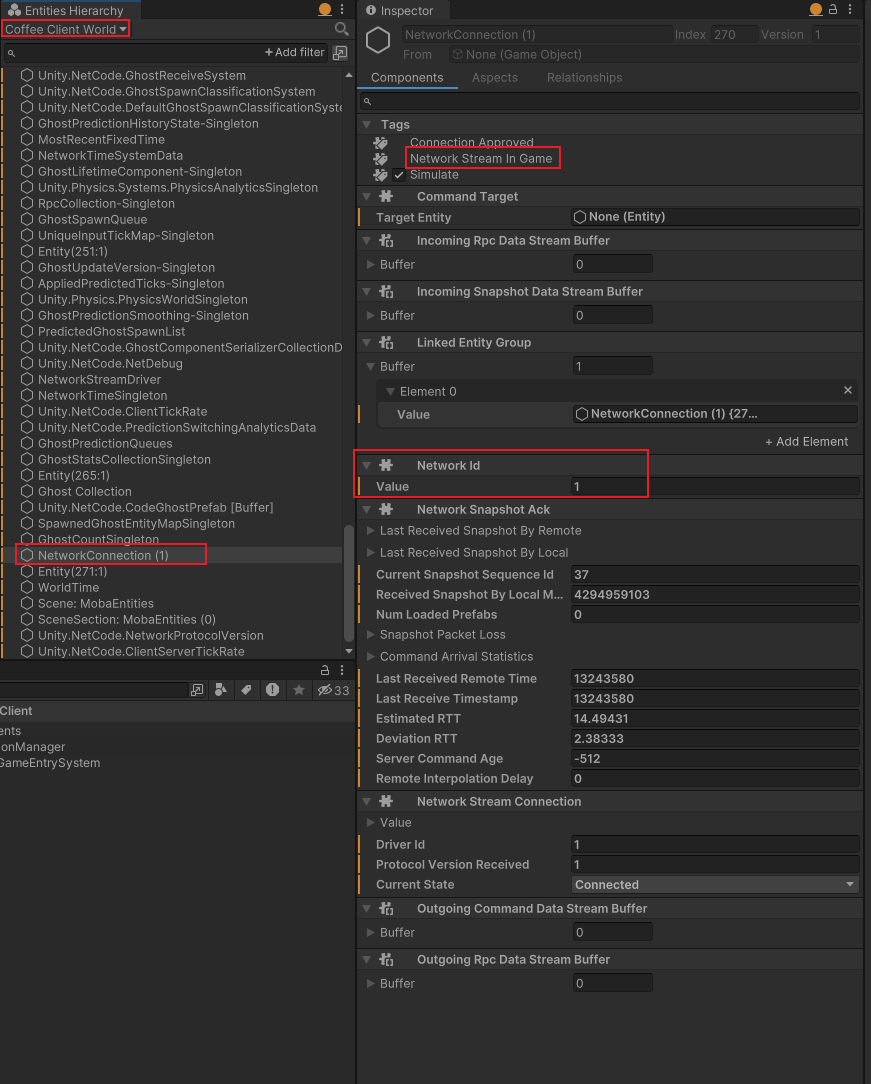 Entities Hierarchy
Coffee Client World
+ Add filter
Unity.NetCode.GhostReceiveSystem
Unity.NetCode.GhostSpawnClassificationSystem
Unity.NetCode.DefaultGhostSpawnClassificationSyste
GhostPredictionHistoryState-Singleton
MostRecentFixedTime
NetworkTimeSystemData
GhostLifetimeComponent-Singleton
Unity.Physics.Systems.PhysicsAnalyticsSingleton
RpcCollection-Singleton
GhostSpawnQueue
UniqueInputTickMap-Singleton
Entity(251:1)
GhostUpdateVersion-Singleton
AppliedPredictedTicks-Singleton
Unity.Physics.PhysicsWorldSingleton
GhostPredictionSmoothing-Singleton
PredictedGhostSpawnList
Unity.NetCode.GhostComponentSerializerCollectionD
Unity.NetCode.NetDebug
NetworkStreamDriver
NetworkTimeSingleton
Unity.NetCode.ClientTickRate
Unity.NetCode.PredictionSwitchingAnalyticsData
GhostPredictionQueues
GhostStatsCollectionSingleton
Entity(265:1)
Ghost Collection
Unity.NetCode.CodeGhostPrefab [Buffer]
SpawnedGhostEntityMapSingleton
GhostCountSingleton
NetworkConnection (1)
Entity(271:1)
WorldTime
Scene: MobaEntities
SceneSection: MobaEntities (0)
Unity.NetCode.NetworkProtocolVersion
Unity.NetCode.ClientServerTickRate
33
Client
ents
onManager
GameEntrySystem
Inspector
NetworkConnection (1) Index 270 Version 1
From None (Game Object)
Components Aspects Relationships
Tags
Connection Approved
Network Stream In Game
Simulate
Command Target
Target Entity None (Entity)
Incoming Rpc Data Stream Buffer
Buffer 0
Incoming Snapshot Data Stream Buffer
Buffer 0
Linked Entity Group
Buffer 1
Element 0
Value NetworkConnection (1) {27...
+ Add Element
Network Id
Value 1
Network Snapshot Ack
Last Received Snapshot By Remote
Last Received Snapshot By Local
Current Snapshot Sequence Id 37
Received Snapshot By Local M... 4294959103
Num Loaded Prefabs 0
Snapshot Packet Loss
Command Arrival Statistics
Last Received Remote Time 13243580
Last Receive Timestamp 13243580
Estimated RTT 14.49431
Deviation RTT 2.38333
Server Command Age -512
Remote Interpolation Delay 0
Network Stream Connection
Value
Driver Id 1
Protocol Version Received 1
Current State Connected
Outgoing Command Data Stream Buffer
Buffer 0
Outgoing Rpc Data Stream Buffer
Buffer 0